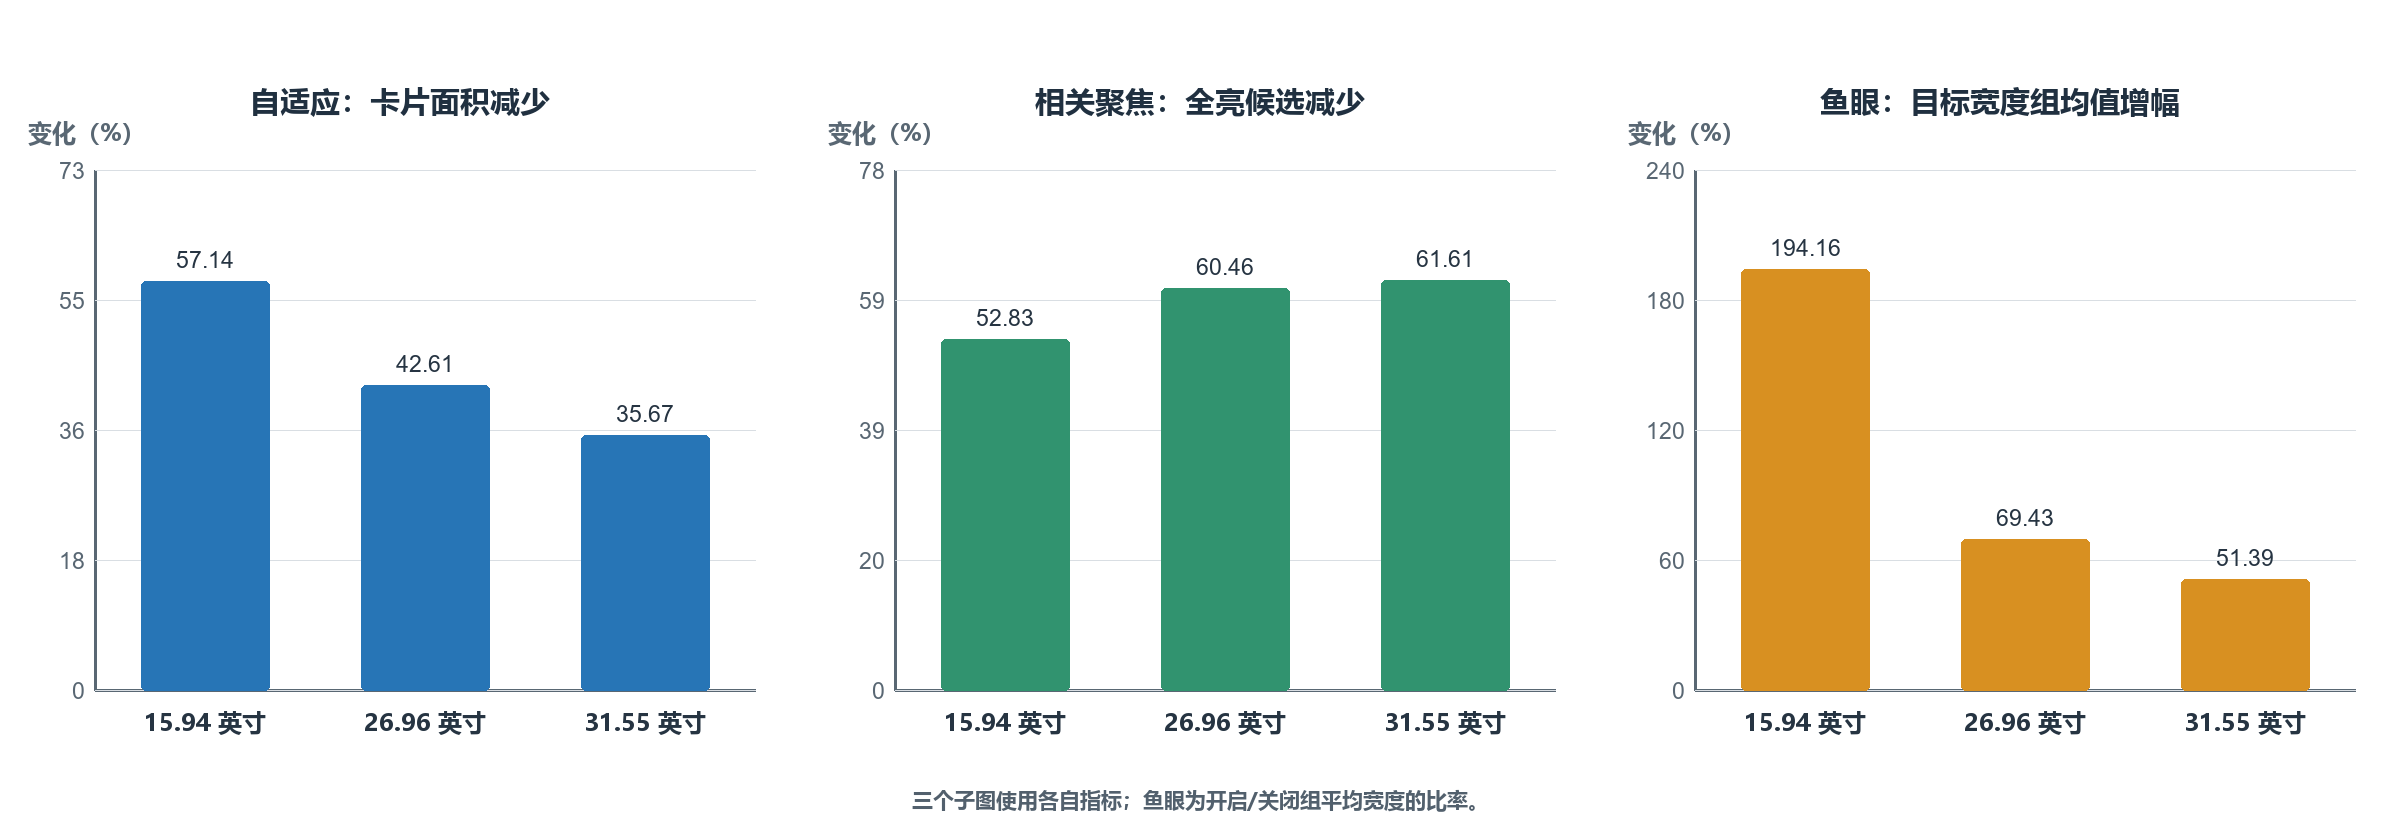 自适应：卡片面积减少
变化（%）
73
55
36
18
0
57.14
42.61
35.67
15.94 英寸
26.96 英寸
31.55 英寸
相关聚焦：全亮候选减少
变化（%）
78
59
39
20
0
52.83
60.46
61.61
15.94 英寸
26.96 英寸
31.55 英寸
鱼眼：目标宽度组均值增幅
变化（%）
240
180
120
60
0
194.16
69.43
51.39
15.94 英寸
26.96 英寸
31.55 英寸
三个子图使用各自指标；鱼眼为开启/关闭组平均宽度的比率。